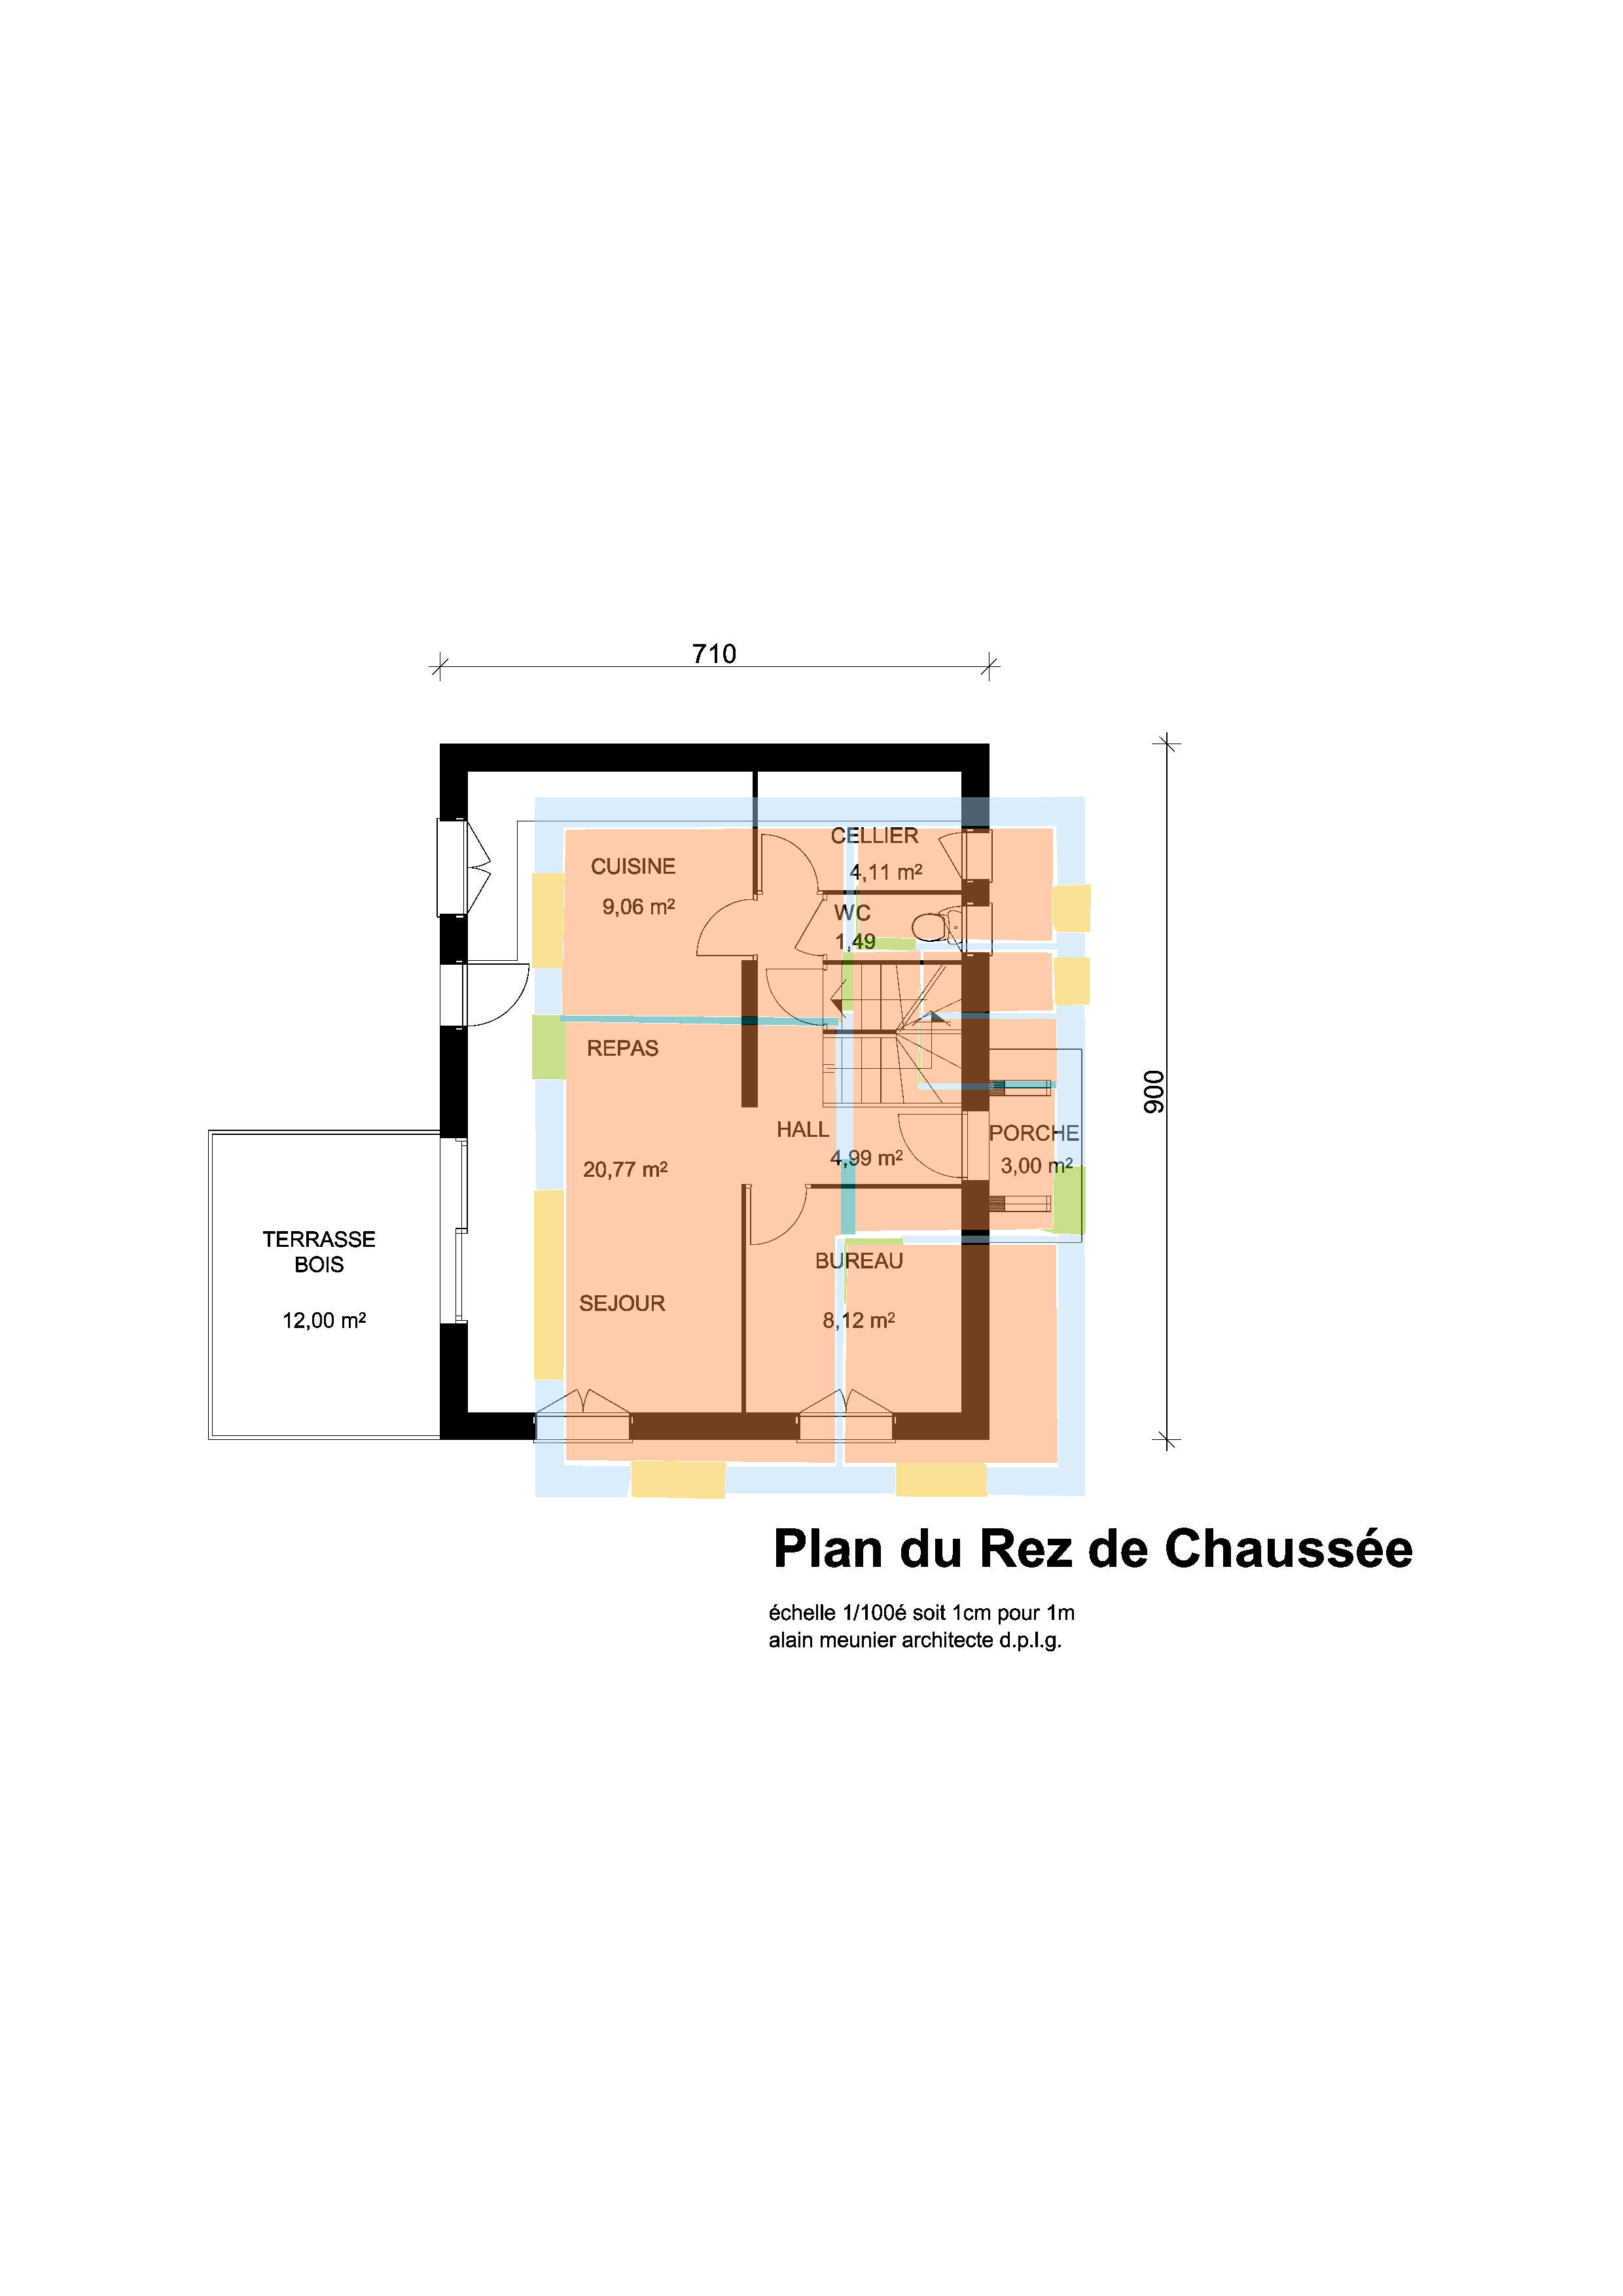 710
CELLIER
4,11 m²
CUISINE
9,06 m²
WC
1,49
REPAS
900
HALL
4,99 m²
PORCHE
3,00 m²
20,77 m²
TERRASSE
BOIS
12,00 m²
BUREAU
8,12 m²
SEJOUR
Plan du Rez de Chaussée
échelle 1/100é soit 1cm pour 1m
alain meunier architecte d.p.l.g.